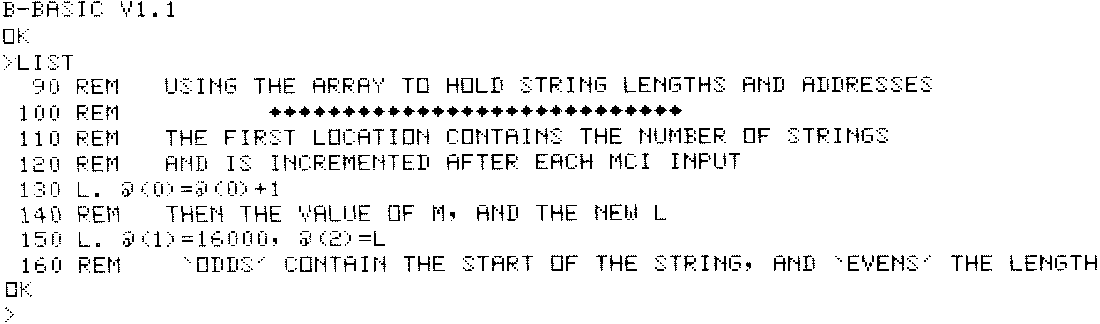 B-BASIC V1.1
OK
>LIST
90 REM USING THE ARRAY TO HOLD STRING LENGTHS AND ADDRESSES
100 REM ♦♦♦♦♦♦♦♦♦♦♦♦♦♦♦♦♦♦♦♦♦♦♦♦♦♦♦♦
110 REM THE FIRST LOCATION CONTAINS THE NUMBER OF STRINGS
120 REM AND IS INCREMENTED AFTER EACH MCI INPUT
130 L. @(0)=@(0)+1
140 REM THEN THE VALUE OF M, AND THE NEW L
150 L. @(1)=16000, @(2)=L
160 REM `ODDS´ CONTAIN THE START OF THE STRING, AND `EVENS´ THE LENGTH
OK
>